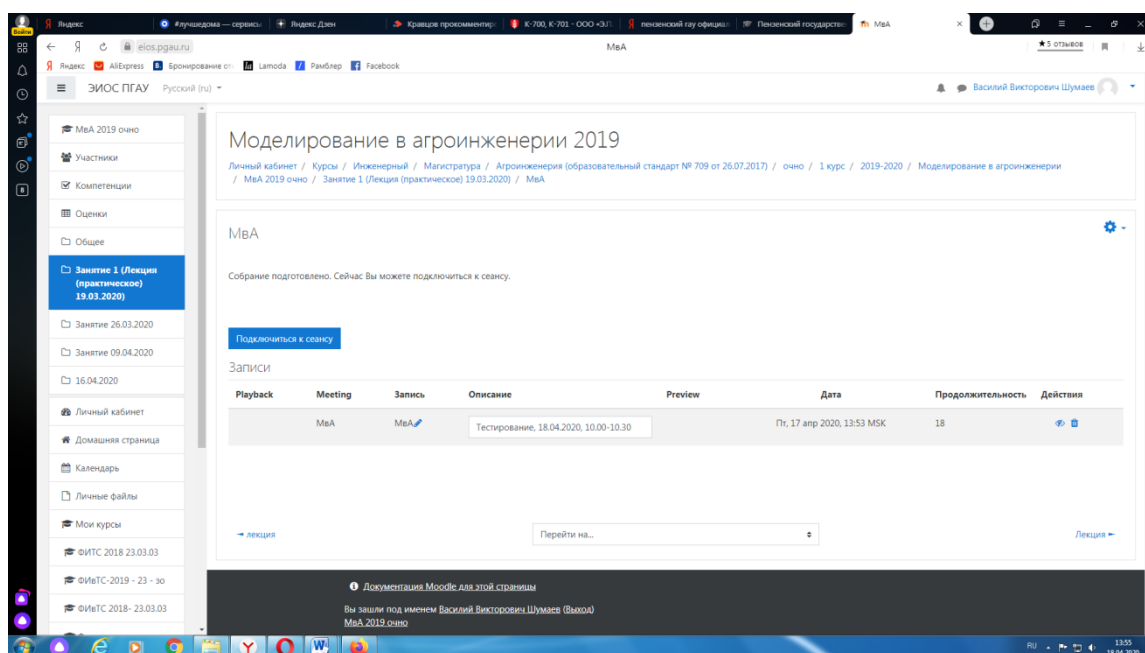 Войти
Яндекс
#лучшедома — сервисы
Яндекс Дзен
Кравцов прокомментиро
К-700, К-701 - ООО «ЭЛ
пензенский гау официал
Пензенский государстве
МвА
eios.pgau.ru
МвА
★5 отзывов
Яндекс
AliExpress
Бронирование оте
Lamoda
Рамблер
Facebook
ЭИОС ПГАУ
Русский (ru)
Василий Викторович Шумаев
МвА 2019 очно
Участники
Компетенции
Оценки
Общее
Занятие 1 (Лекция
(практическое)
19.03.2020)
Занятие 26.03.2020
Занятие 09.04.2020
16.04.2020
Личный кабинет
Домашняя страница
Календарь
Личные файлы
Мои курсы
ФИТС 2018 23.03.03
ФИвТС-2019 - 23 - зо
ФИвТС 2018- 23.03.03
Моделирование в агроинженерии 2019
Личный кабинет / Курсы / Инженерный / Магистратура / Агроинженерия (образовательный стандарт № 709 от 26.07.2017) / очно / 1 курс / 2019-2020 / Моделирование в агроинженерии
/ МвА 2019 очно / Занятие 1 (Лекция (практическое) 19.03.2020) / МвА
МвА
Собрание подготовлено. Сейчас Вы можете подключиться к сеансу.
Подключиться к сеансу
Записи
Playback Meeting Запись Описание Preview Дата Продолжительность Действия
МвА МвА Тестирование, 18.04.2020, 10.00-10.30 Пт, 17 апр 2020, 13:53 MSK 18
◄ лекция
Перейти на...
Лекция ►
Документация Moodle для этой страницы
Вы зашли под именем Василий Викторович Шумаев (Выход)
МвА 2019 очно
RU
13:55
18.04.2020